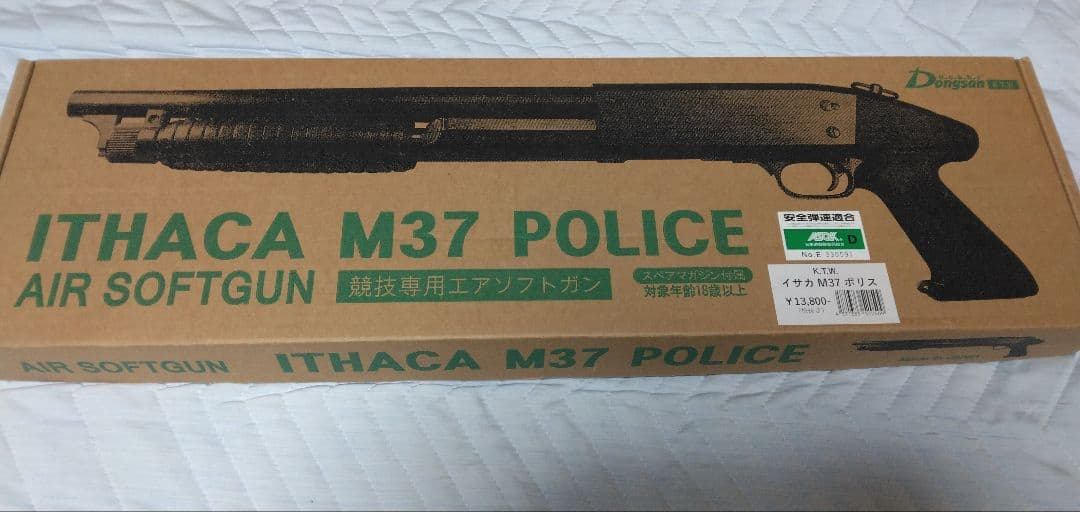 Dongsan K.T.W.
ITHACA M37 POLICE
AIR SOFTGUN
競技専用エアソフトガン
スペアマガジン付属
対象年齢18歳以上
安全弾速適合
ASGK
D
K.T.W.
イサカ M37 ポリス
¥13,800-
AIR SOFTGUN ITHACA M37 POLICE